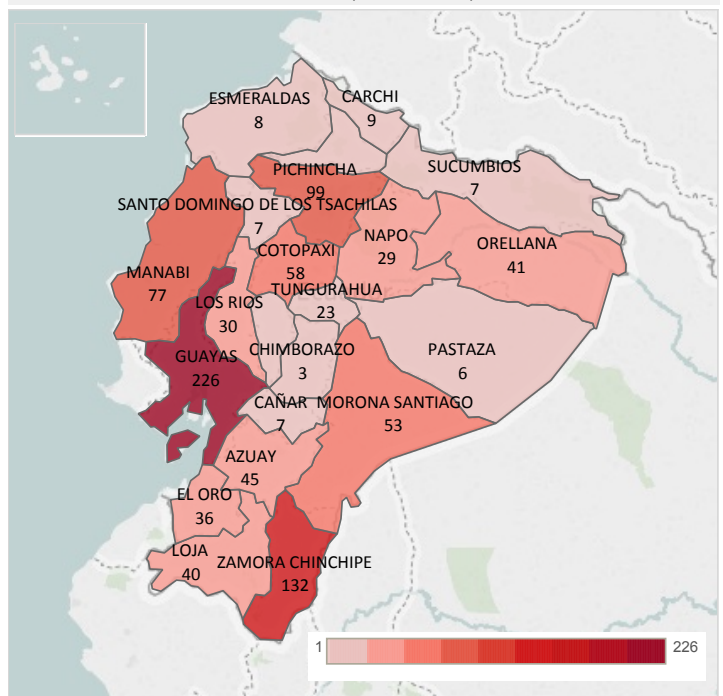 ESMERALDAS
8
CARCHI
9
PICHINCHA
99
SUCUMBIOS
7
SANTO DOMINGO DE LOS TSACHILAS
7
NAPO
29
COTOPAXI
58
ORELLANA
41
MANABI
77
TUNGURAHUA
23
LOS RIOS
30
GUAYAS
226
CHIMBORAZO
3
PASTAZA
6
CAÑAR
7
MORONA SANTIAGO
53
AZUAY
45
EL ORO
36
LOJA
40
ZAMORA CHINCHIPE
132
1
226